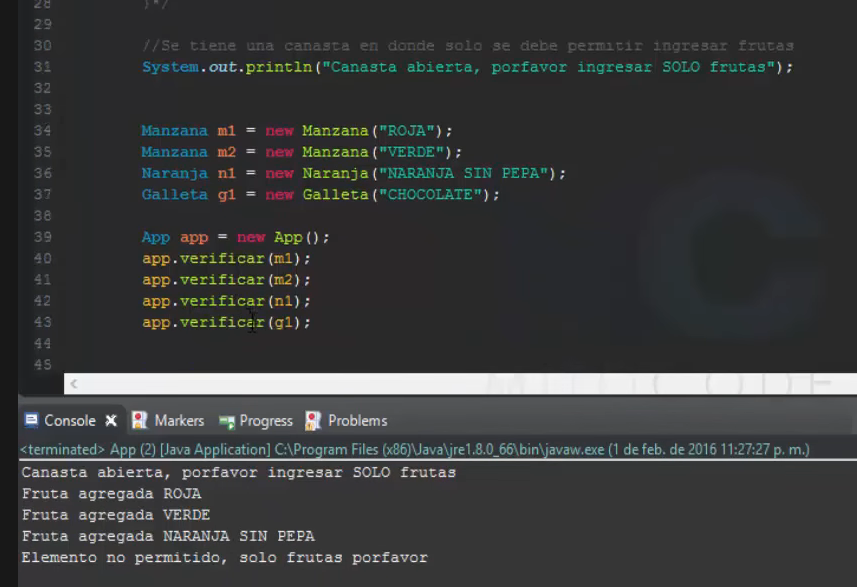 28 }*/
29
30 //Se tiene una canasta en donde solo se debe permitir ingresar frutas
31 System.out.println("Canasta abierta, porfavor ingresar SOLO frutas");
32
33
34 Manzana m1 = new Manzana("ROJA");
35 Manzana m2 = new Manzana("VERDE");
36 Naranja n1 = new Naranja("NARANJA SIN PEPA");
37 Galleta g1 = new Galleta("CHOCOLATE");
38
39 App app = new App();
40 app.verificar(m1);
41 app.verificar(m2);
42 app.verificar(n1);
43 app.verificar(g1);
44
45
Console Markers Progress Problems
<terminated> App (2) [Java Application] C:\Program Files (x86)\Java\jre1.8.0_66\bin\javaw.exe (1 de feb. de 2016 11:27:27 p. m.)
Canasta abierta, porfavor ingresar SOLO frutas
Fruta agregada ROJA
Fruta agregada VERDE
Fruta agregada NARANJA SIN PEPA
Elemento no permitido, solo frutas porfavor